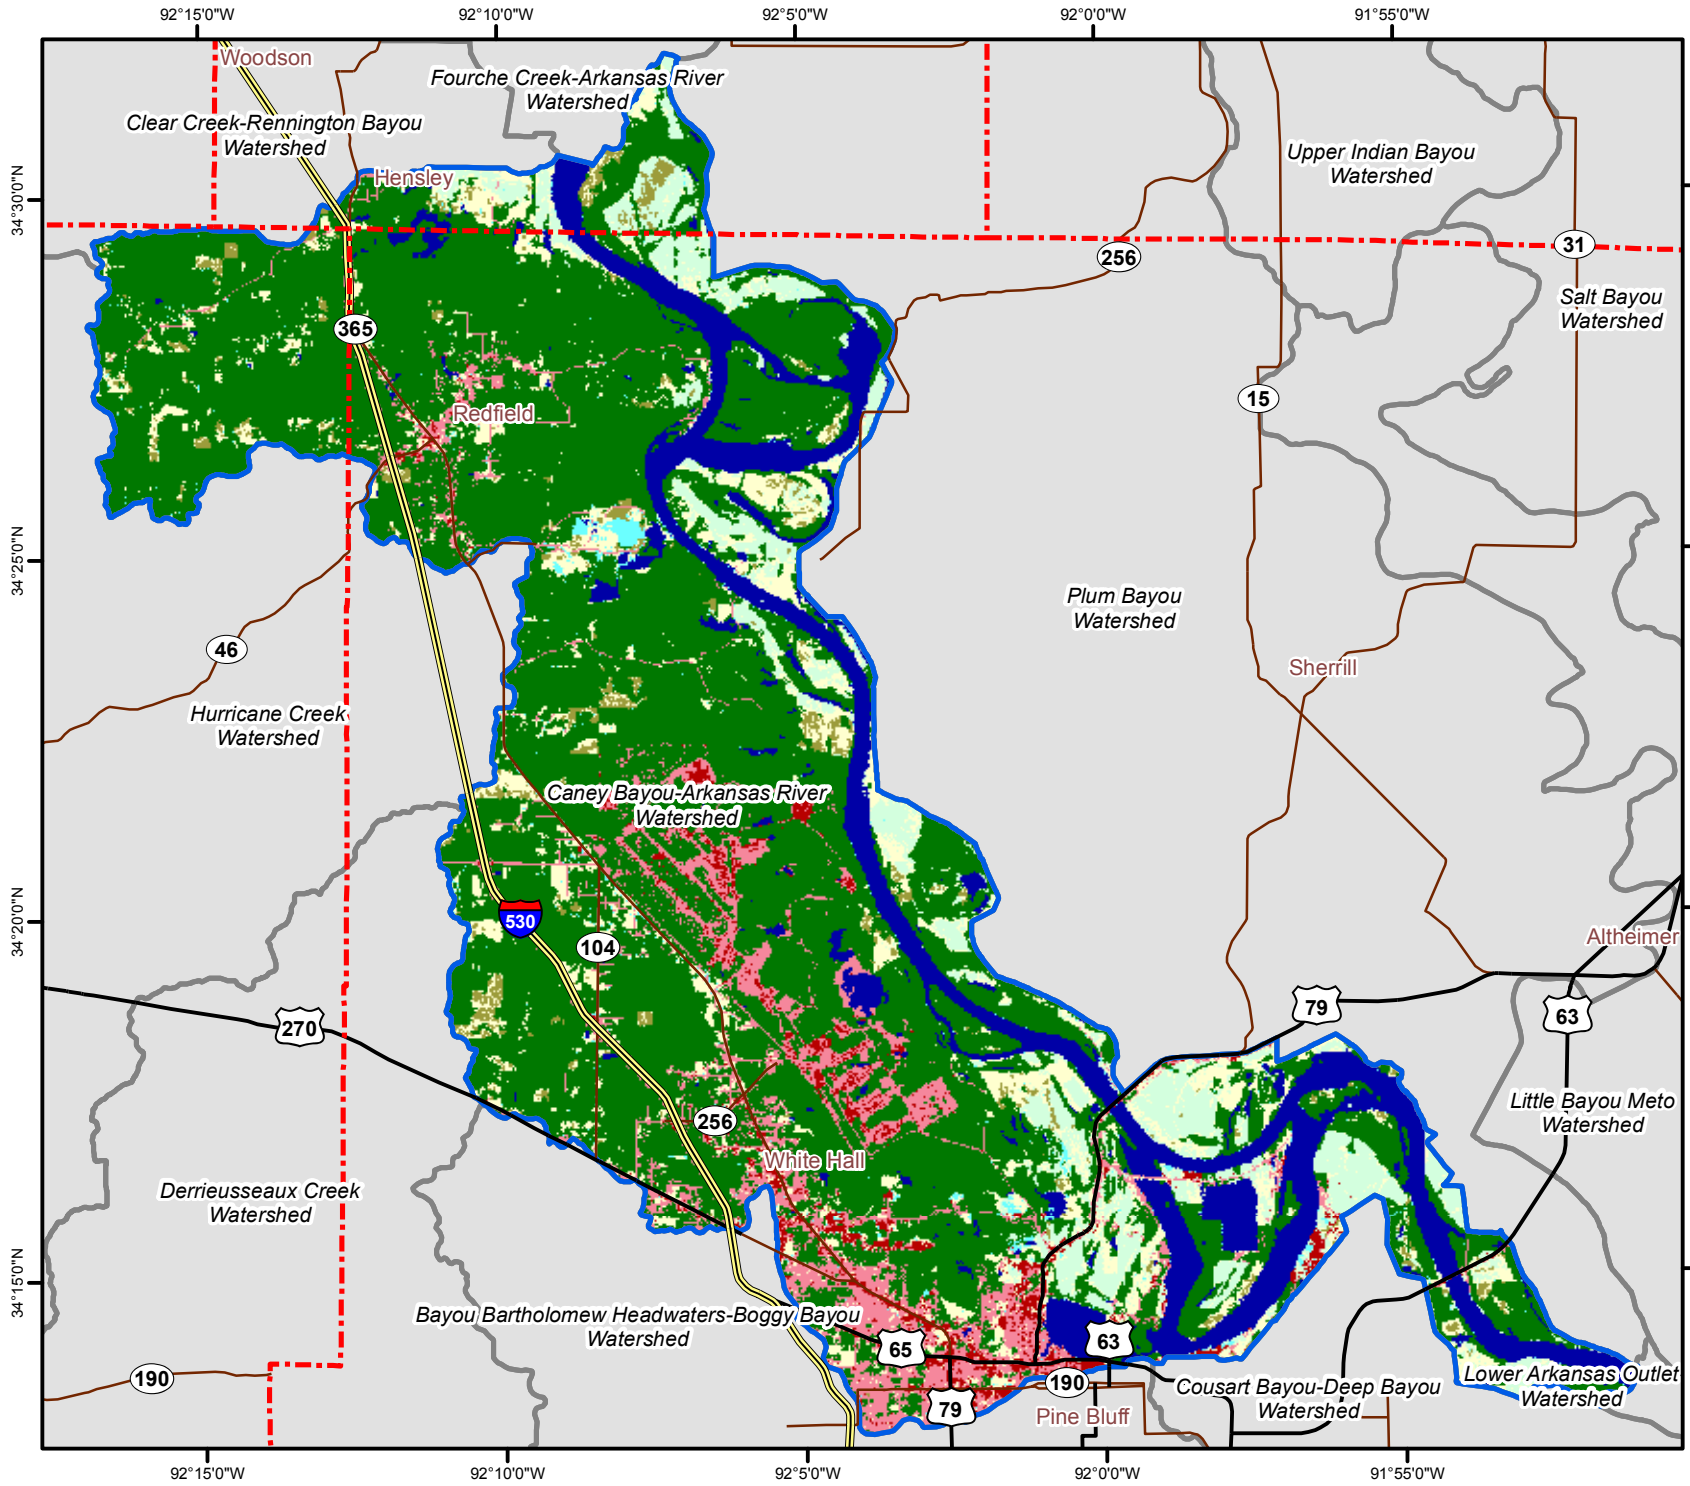 92°15'0"W
92°10'0"W
92°5'0"W
92°0'0"W
91°55'0"W
Woodson
Fourche Creek-Arkansas River
Watershed
Clear Creek-Rennington Bayou
Watershed
Upper Indian Bayou
Watershed
Hensley
34°30'0"N
31
256
Salt Bayou
Watershed
365
15
Redfield
34°25'0"N
Plum Bayou
Watershed
46
Sherrill
Hurricane Creek
Watershed
Caney Bayou-Arkansas River
Watershed
530
34°20'0"N
104
Altheimer
79
63
270
Little Bayou Meto
Watershed
256
White Hall
Derrieusseaux Creek
Watershed
34°15'0"N
Bayou Bartholomew Headwaters-Boggy Bayou
Watershed
65
63
190
190
Lower Arkansas Outlet
Watershed
Cousart Bayou-Deep Bayou
Watershed
79
Pine Bluff
92°15'0"W
92°10'0"W
92°5'0"W
92°0'0"W
91°55'0"W